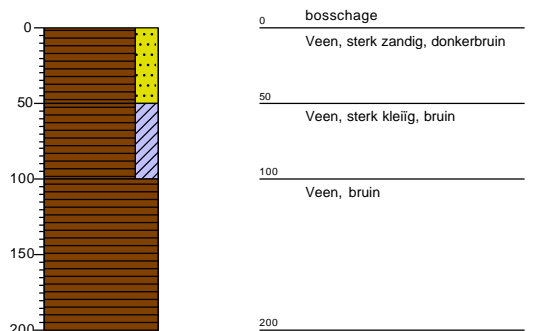 0
50
100
150
200
0
bosschage
Veen, sterk zandig, donkerbruin
50
Veen, sterk kleiïg, bruin
100
Veen, bruin
200